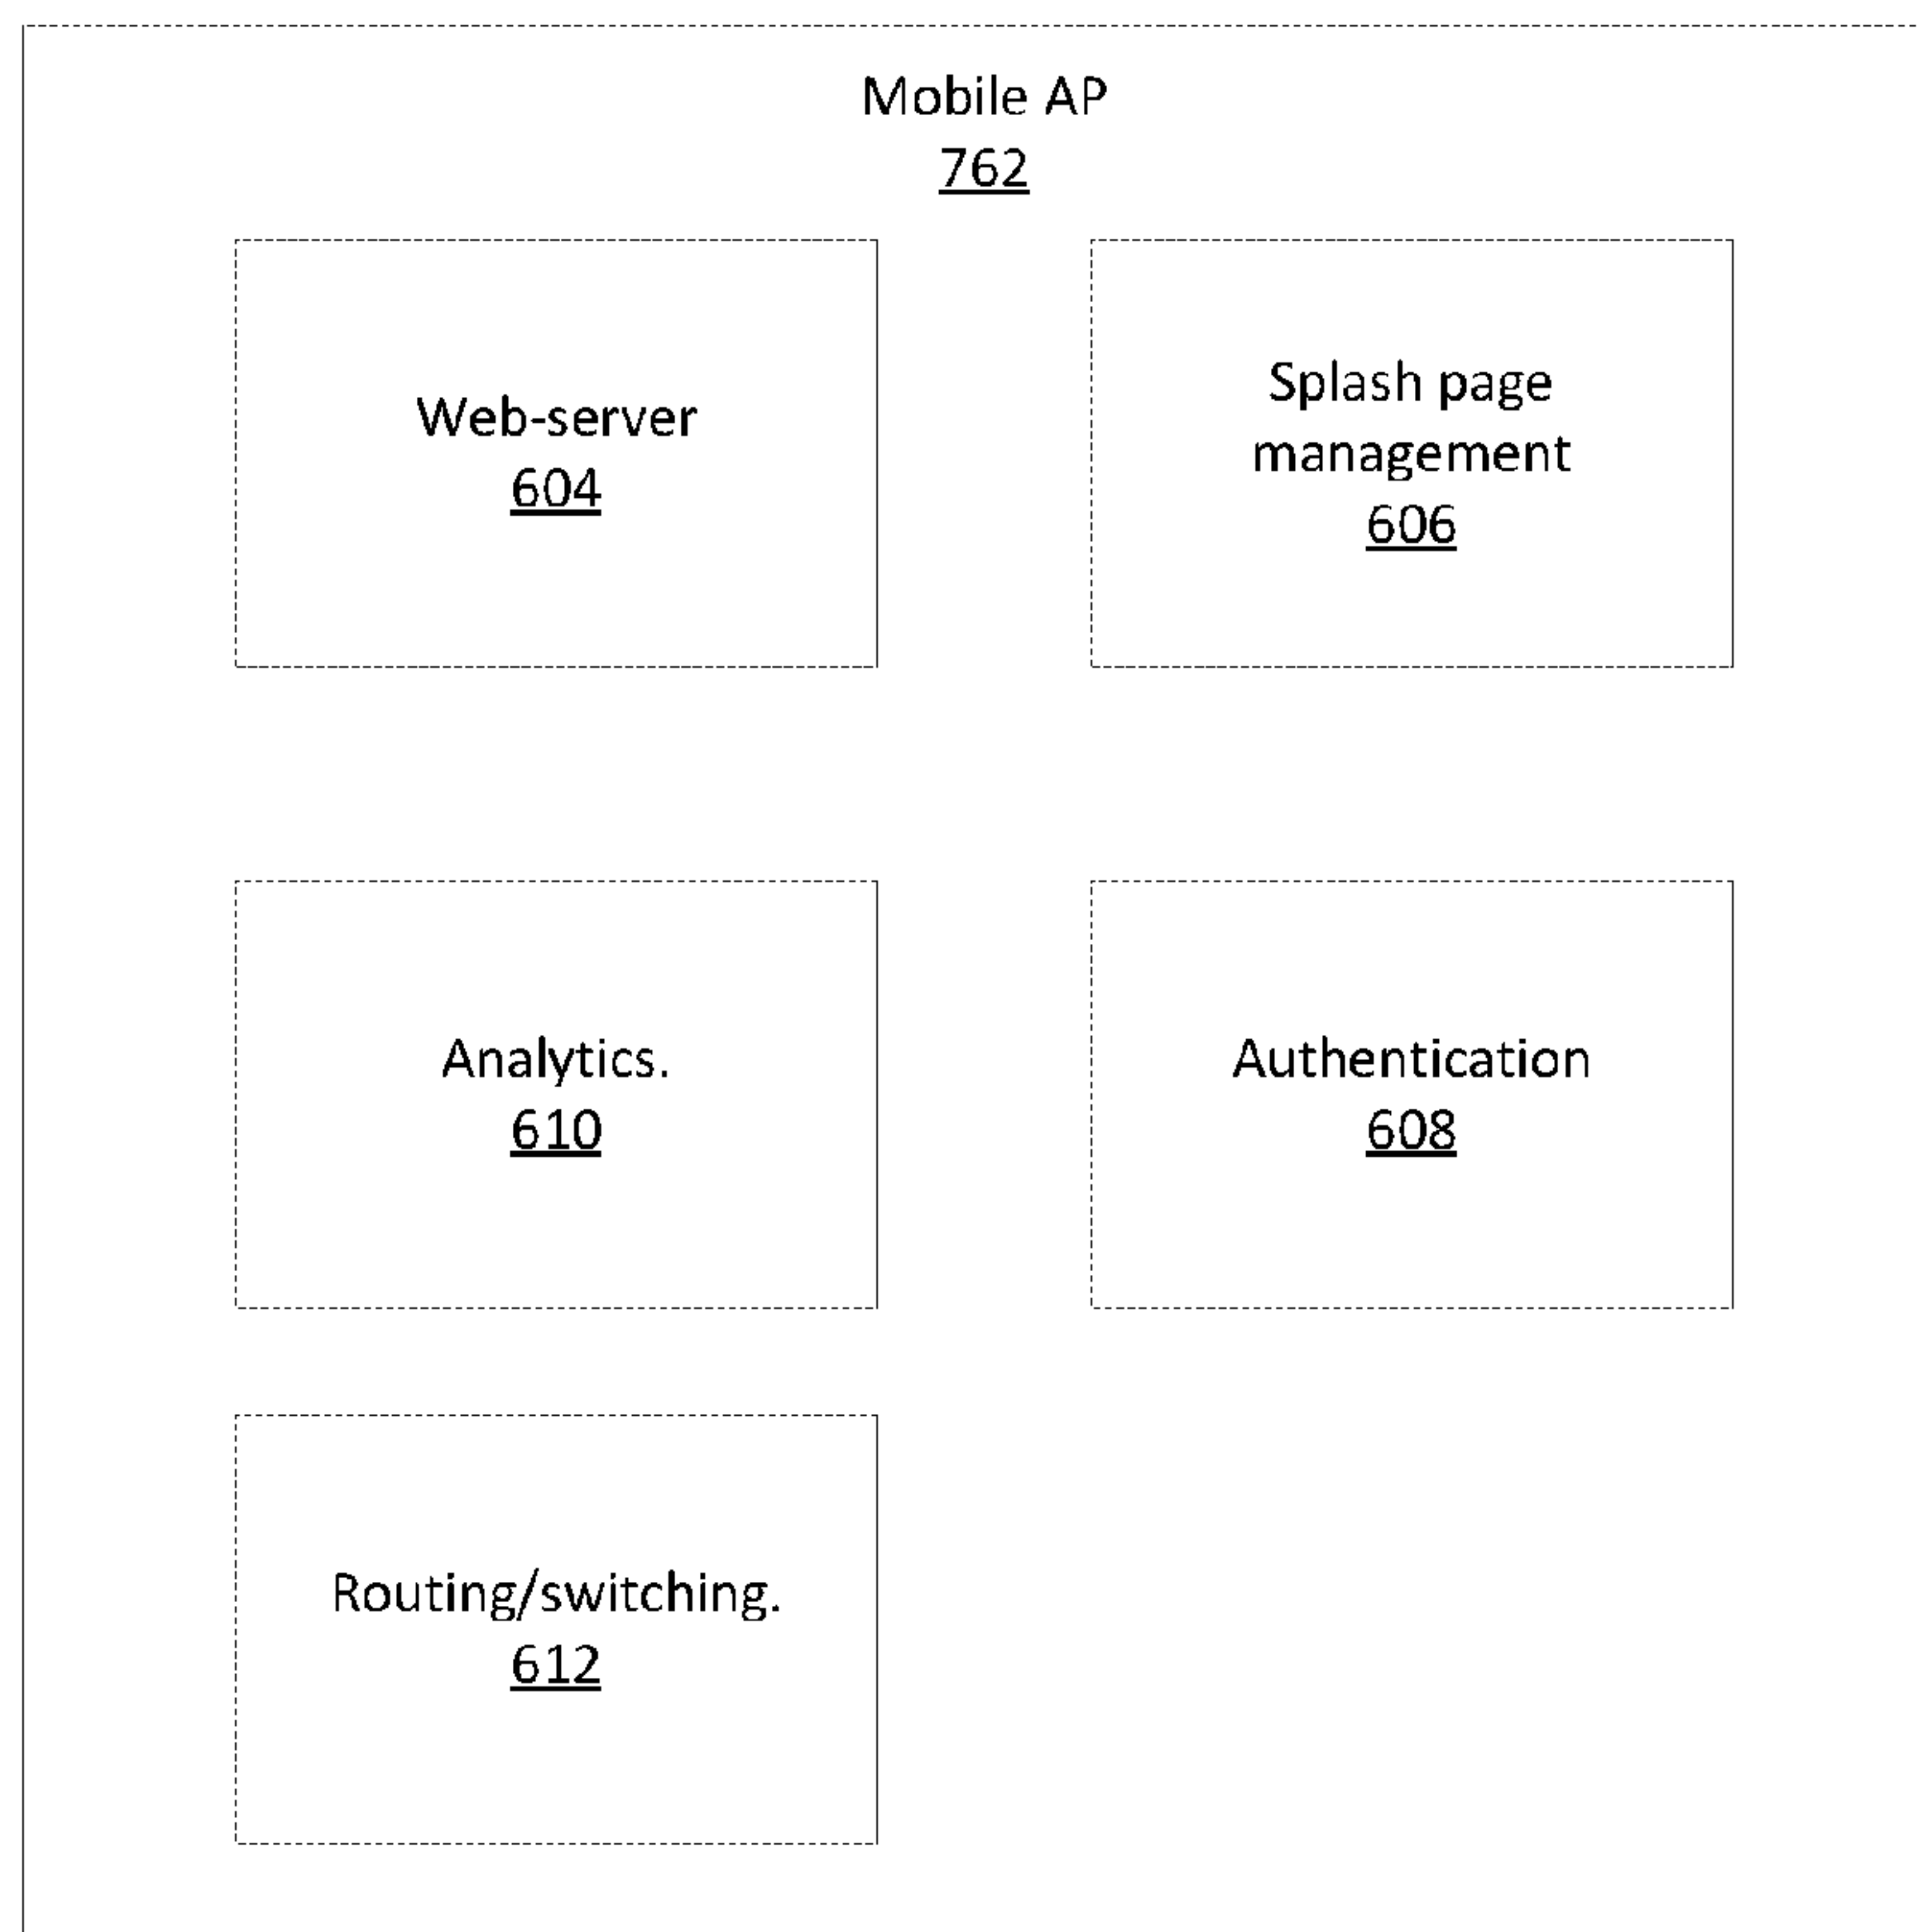 Mobile AP
762
Web-server
604
Splash page
management
606
Analytics.
610
Authentication
608
Routing/switching.
612